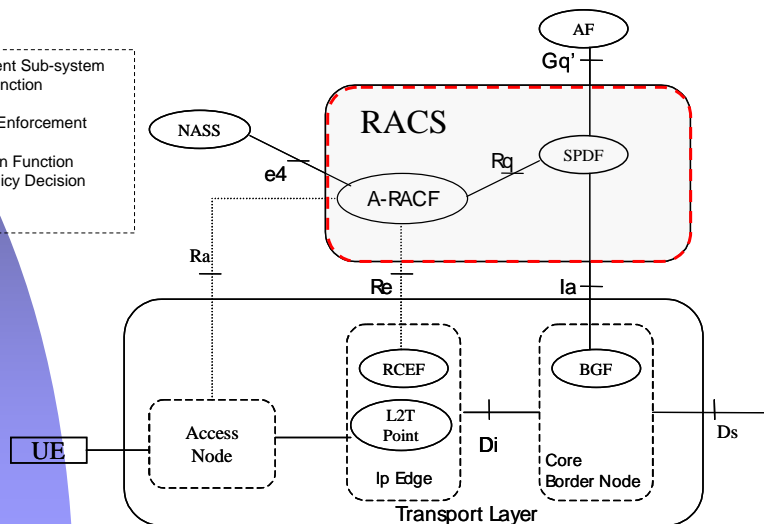 AF
Gq'
ent Sub-system
nction
Enforcement
n Function
licy Decision
NASS
RACS
e4
Rq
SPDF
A-RACF
Ra
Re
Ia
RCEF
BGF
L2T
Point
Access
Node
UE
Di
Ds
Ip Edge
Core
Border Node
Transport Layer